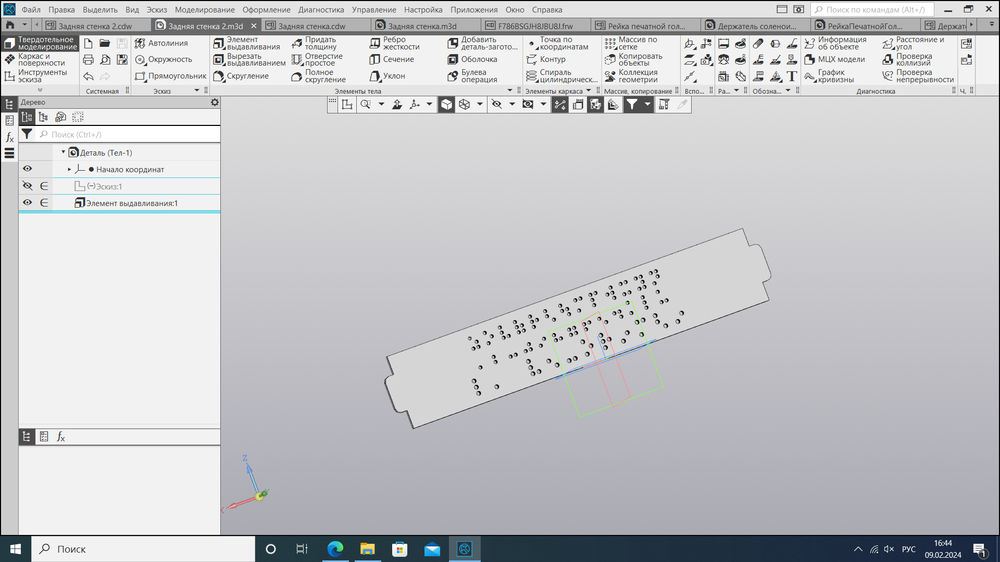 Файл Правка Выделить Вид Эскиз Моделирование Оформление Диагностика Управление Настройка Приложения Окно Справка Поиск по командам (Alt+/)
Задняя стенка 2.cdw Задняя стенка 2.m3d Задняя стенка.cdw Задняя стенка.m3d F786BSGJH8JBU8J.frw Рейка печатной гол... Держатель соленои... РейкаПечатнойГол... Держате
Твердотельное моделирование
Каркас и поверхности
Инструменты эскиза
Системная
Автолиния
Окружность
Прямоугольник
Эскиз
Элемент выдавливания
Вырезать выдавливанием
Скругление
Придать толщину
Отверстие простое
Полное скругление
Ребро жесткости
Сечение
Уклон
Добавить деталь-загото...
Оболочка
Булева операция
Элементы тела
Точка по координатам
Контур
Спираль цилиндрическ...
Элементы каркаса
Массив по сетке
Копировать объекты
Коллекция геометрии
Массив, копирование
Вспо...
Ра...
Обозна...
Информация об объекте
МЦХ модели
График кривизны
Расстояние и угол
Проверка коллизий
Проверка непрерывности
Диагностика
Ч.
Дерево
Поиск (Ctrl+/)
Деталь (Тел-1)
Начало координат
(−)Эскиз:1
Элемент выдавливания:1
Z
Y
X
Поиск
РУС
16:44
09.02.2024
1